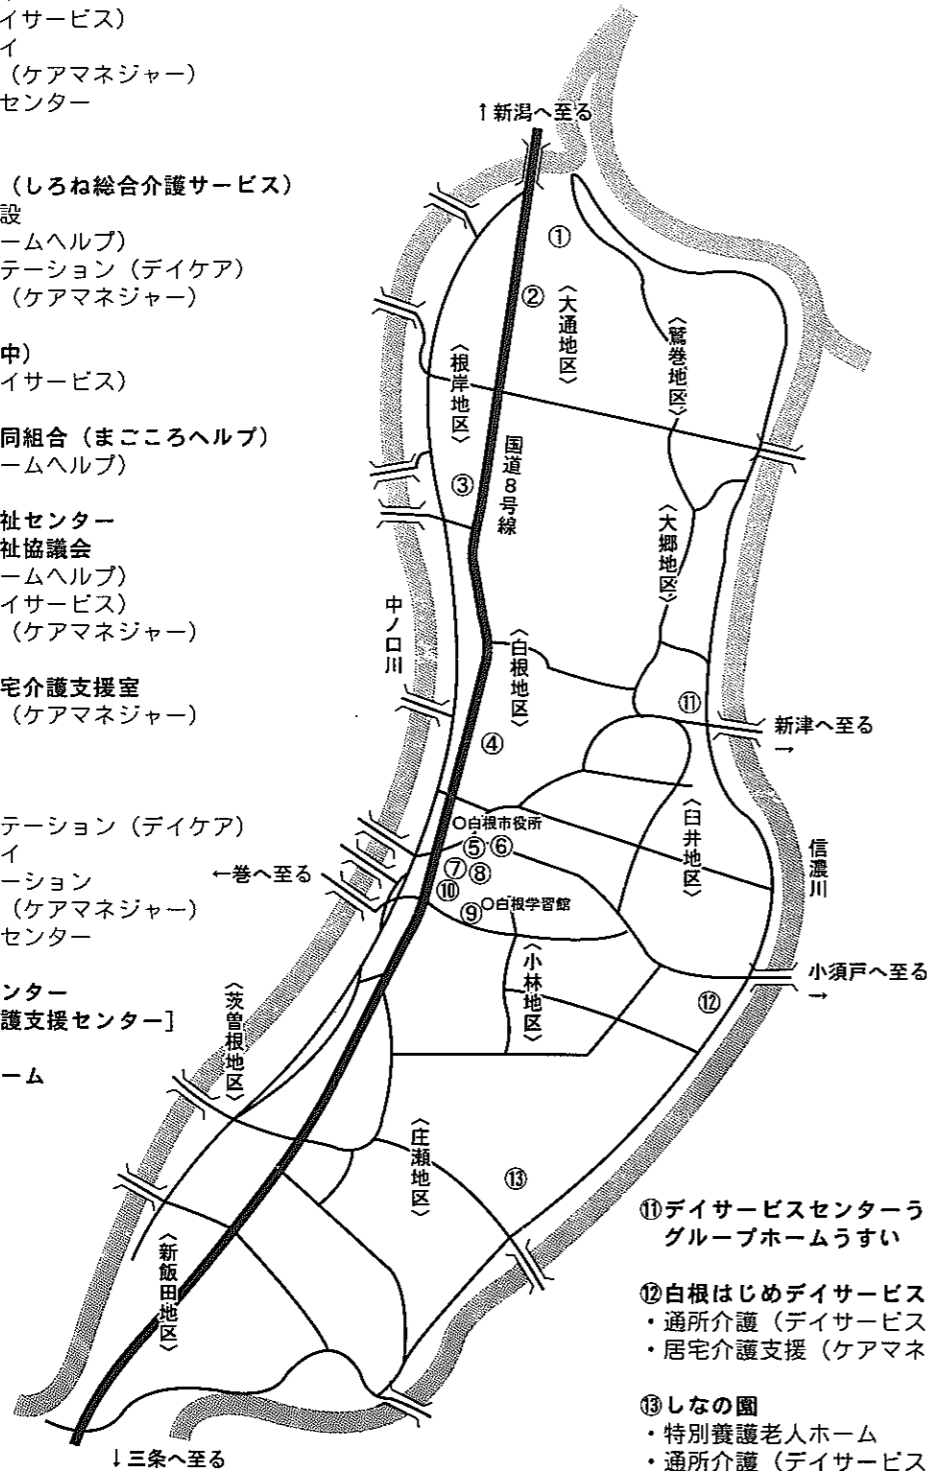 イサービス）
イ
（ケアマネジャー）
センター
（しろね総合介護サービス）
設
ームヘルプ）
テーション（デイケア）
（ケアマネジャー）
中）
イサービス）
同組合（まごころヘルプ）
ームヘルプ）
祉センター
祉協議会
ームヘルプ）
イサービス）
（ケアマネジャー）
宅介護支援室
（ケアマネジャー）
テーション（デイケア）
イ
ーション
（ケアマネジャー）
センター
ンター
護支援センター］
ーム
↑新潟へ至る
①
②
〈大通地区〉
〈鷲巻地区〉
〈根岸地区〉
国道８号線
③
〈大郷地区〉
中ノ口川
〈白根地区〉
⑪
新津へ至る
→
④
〈臼井地区〉
○白根市役所
⑤⑥
信濃川
←巻へ至る
⑦⑧
⑩
⑨○白根学習館
〈小林地区〉
小須戸へ至る
→
⑫
〈茨曽根地区〉
〈庄瀬地区〉
⑬
〈新飯田地区〉
↓三条へ至る
⑪デイサービスセンターう
グループホームうすい
⑫白根はじめデイサービス
・通所介護（デイサービス
・居宅介護支援（ケアマネ
⑬しなの園
・特別養護老人ホーム
・通所介護（デイサービス